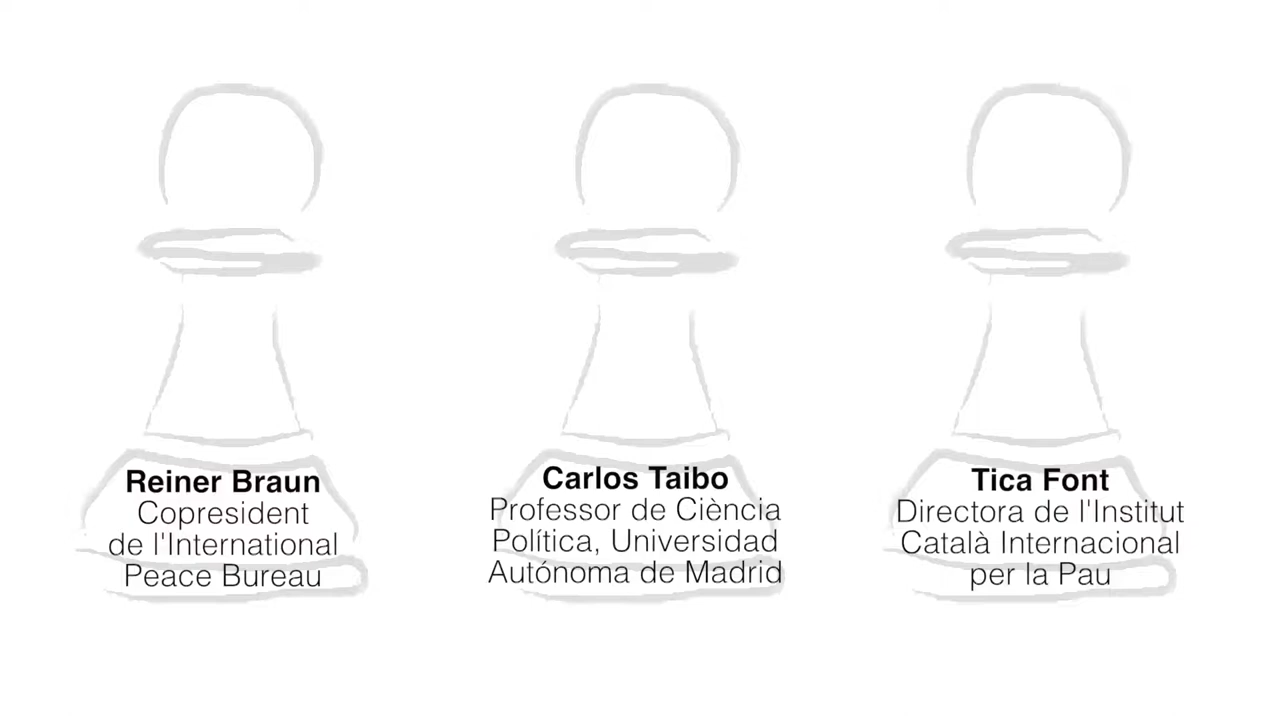 Reiner Braun
Copresident
de l'International
Peace Bureau
Carlos Taibo
Professor de Ciència
Política, Universidad
Autónoma de Madrid
Tica Font
Directora de l'Institut
Català Internacional
per la Pau